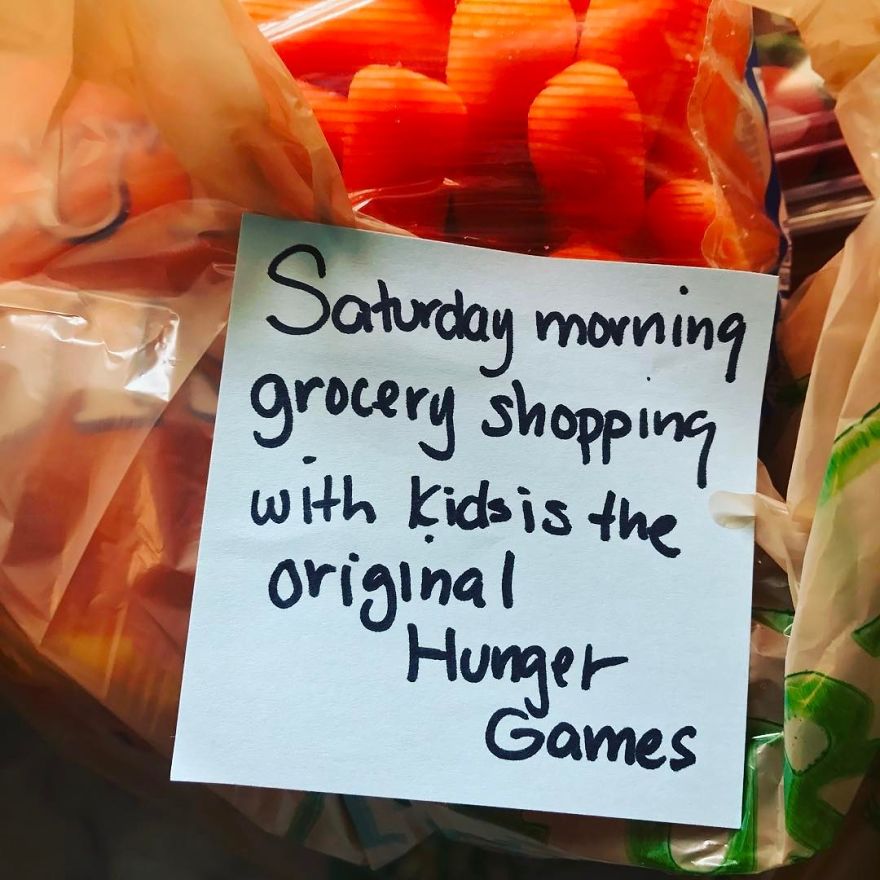 Saturday morning
grocery shopping
with kids is the
original
Hunger
Games